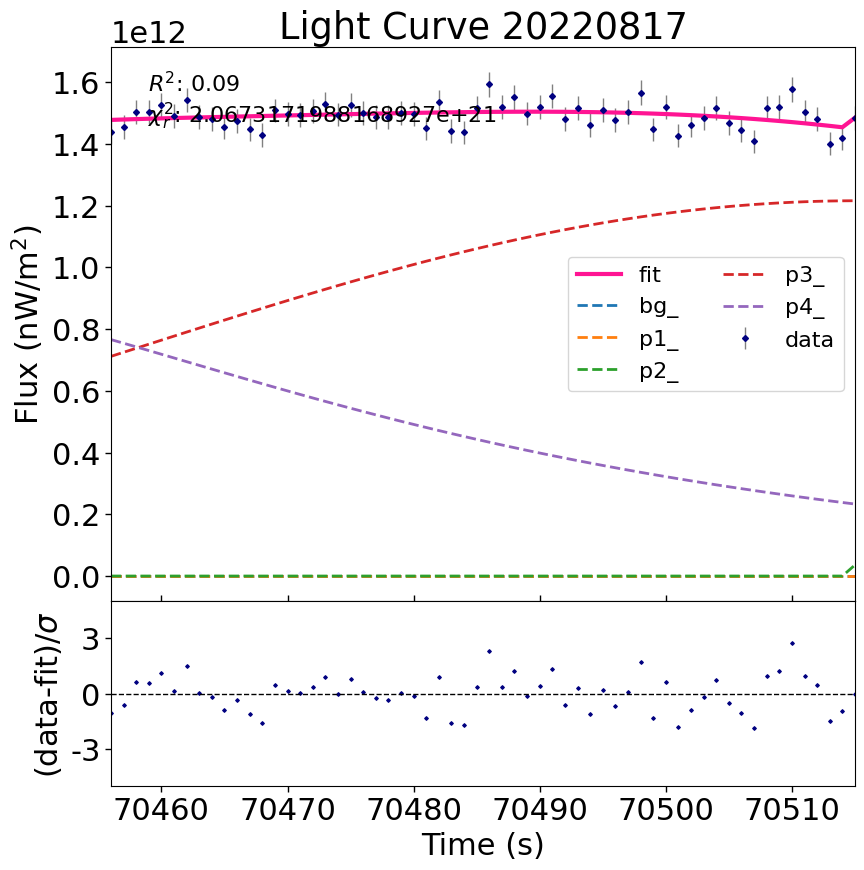 Light Curve 20220817
1e12
R²: 0.09
χ²ᵣ: 2.0673171988168927e+21
Flux (nW/m²)
1.6
1.4
1.2
1.0
0.8
0.6
0.4
0.2
0.0
fit
bg_
p1_
p2_
p3_
p4_
data
(data-fit)/σ
3
0
-3
70460 70470 70480 70490 70500 70510
Time (s)